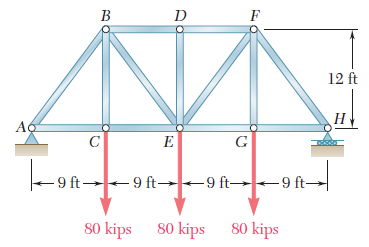 B D F
12 ft
A C E G H
9 ft 9 ft 9 ft 9 ft
80 kips 80 kips 80 kips